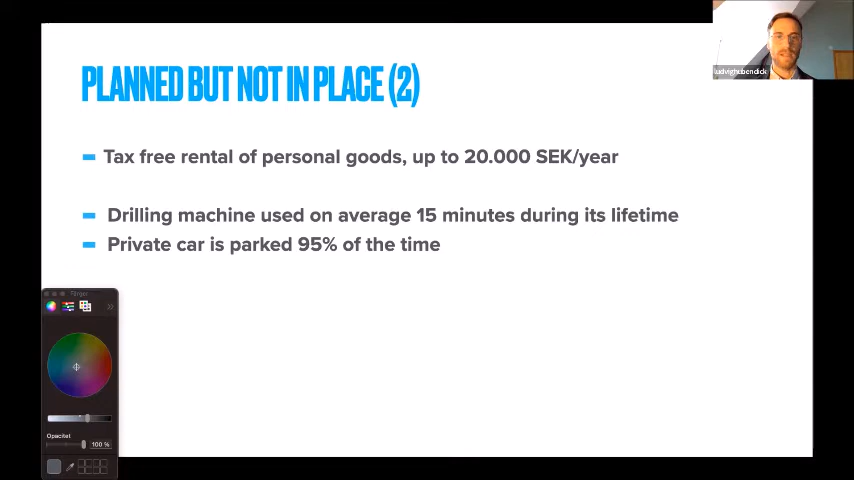 PLANNED BUT NOT IN PLACE (2)
ludvighubendick
Tax free rental of personal goods, up to 20.000 SEK/year
Drilling machine used on average 15 minutes during its lifetime
Private car is parked 95% of the time
Färger
Opacitet
100 %